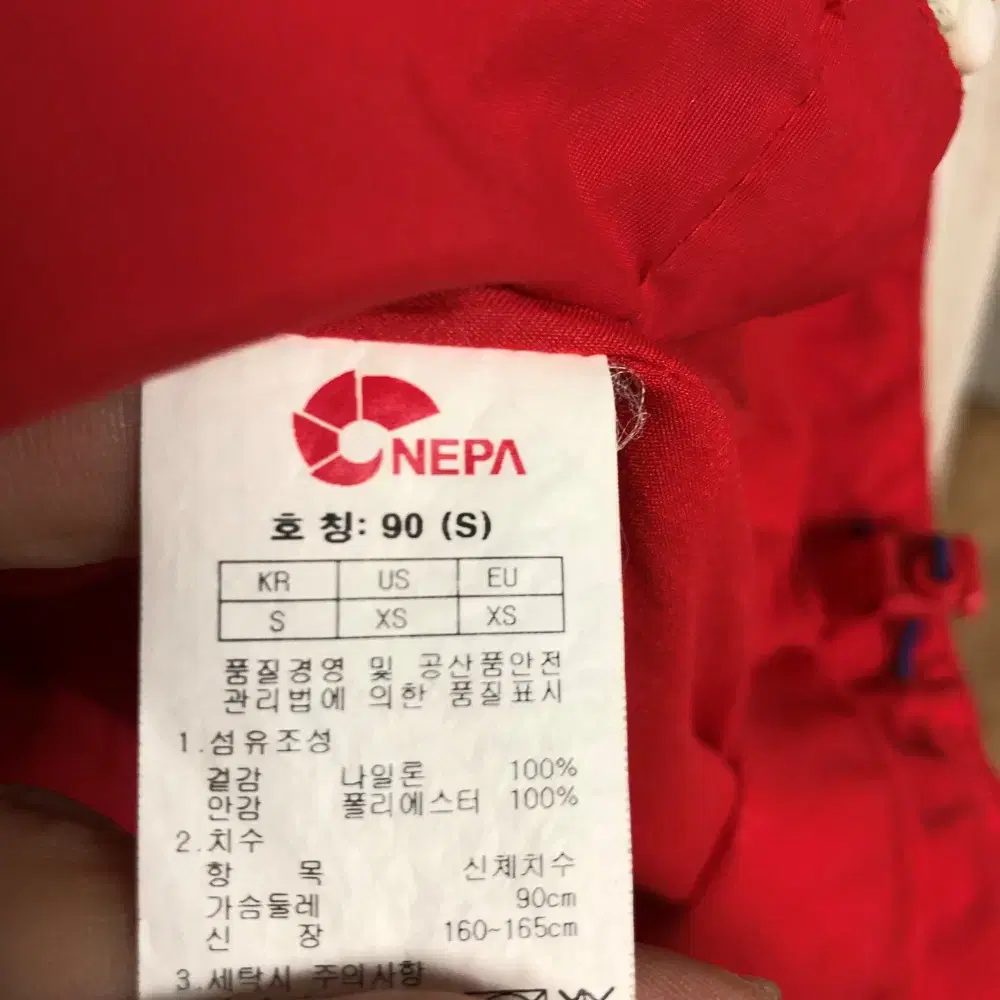 NEPA
호 칭: 90 (S)
KR US EU
S XS XS
품질경영 및 공산품안전
관리법에 의한 품질표시
1.섬유조성
겉감 나일론 100%
안감 폴리에스터 100%
2.치수
항 목 신체치수
가슴둘레 90cm
신 장 160~165cm
3.세탁시 주의사항